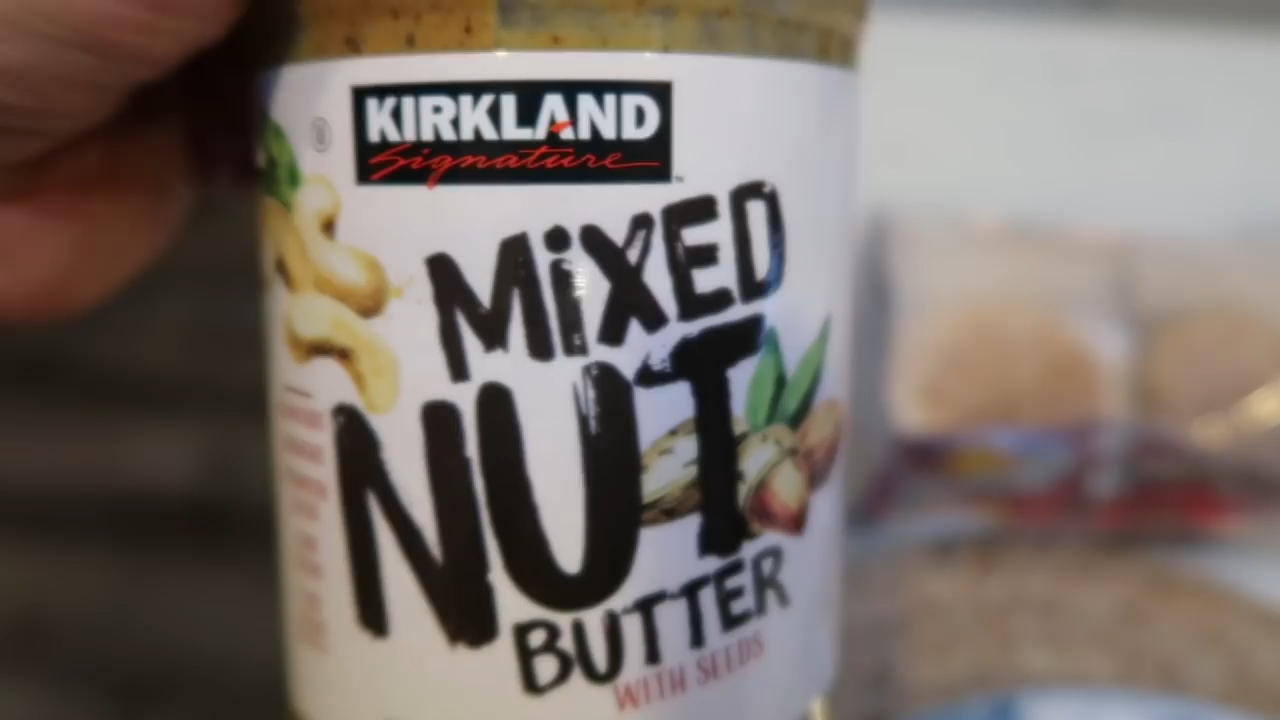 KIRKLAND
Signature
MiXED
NUT
BUTTER
WITH SEEDS